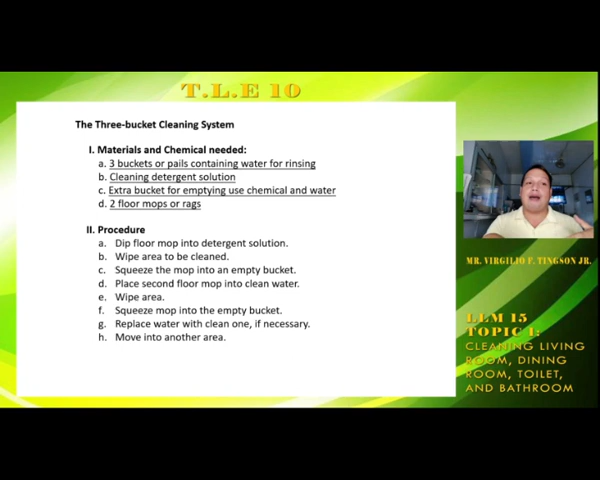 T.L.E 10
The Three-bucket Cleaning System
I. Materials and Chemical needed:
a. 3 buckets or pails containing water for rinsing
b. Cleaning detergent solution
c. Extra bucket for emptying use chemical and water
d. 2 floor mops or rags
II. Procedure
a. Dip floor mop into detergent solution.
b. Wipe area to be cleaned.
c. Squeeze the mop into an empty bucket.
d. Place second floor mop into clean water.
e. Wipe area.
f. Squeeze mop into the empty bucket.
g. Replace water with clean one, if necessary.
h. Move into another area.
MR. VIRGILIO P. TINGSON JR.
LLM 15
TOPIC 1:
CLEANING LIVING
ROOM, DINING
ROOM, TOILET,
AND BATHROOM